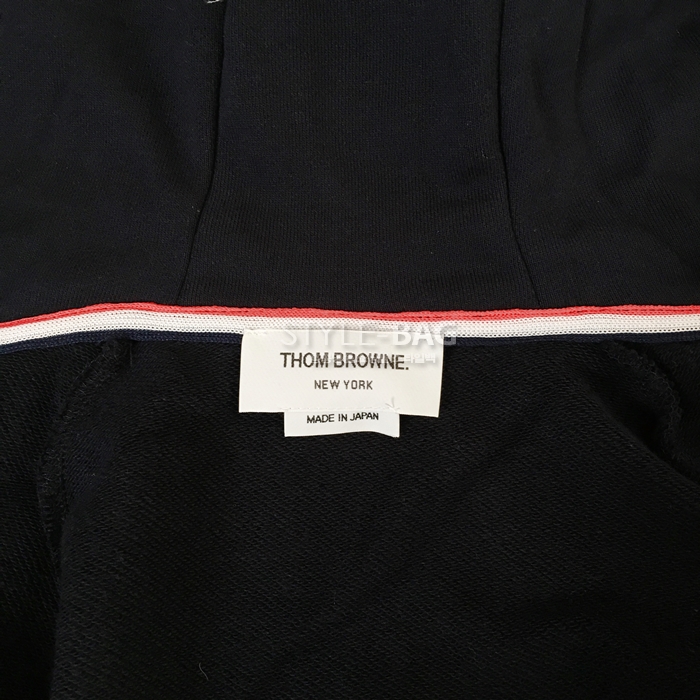 STYLE-BAG
THOM BROWNE.
NEW YORK
MADE IN JAPAN